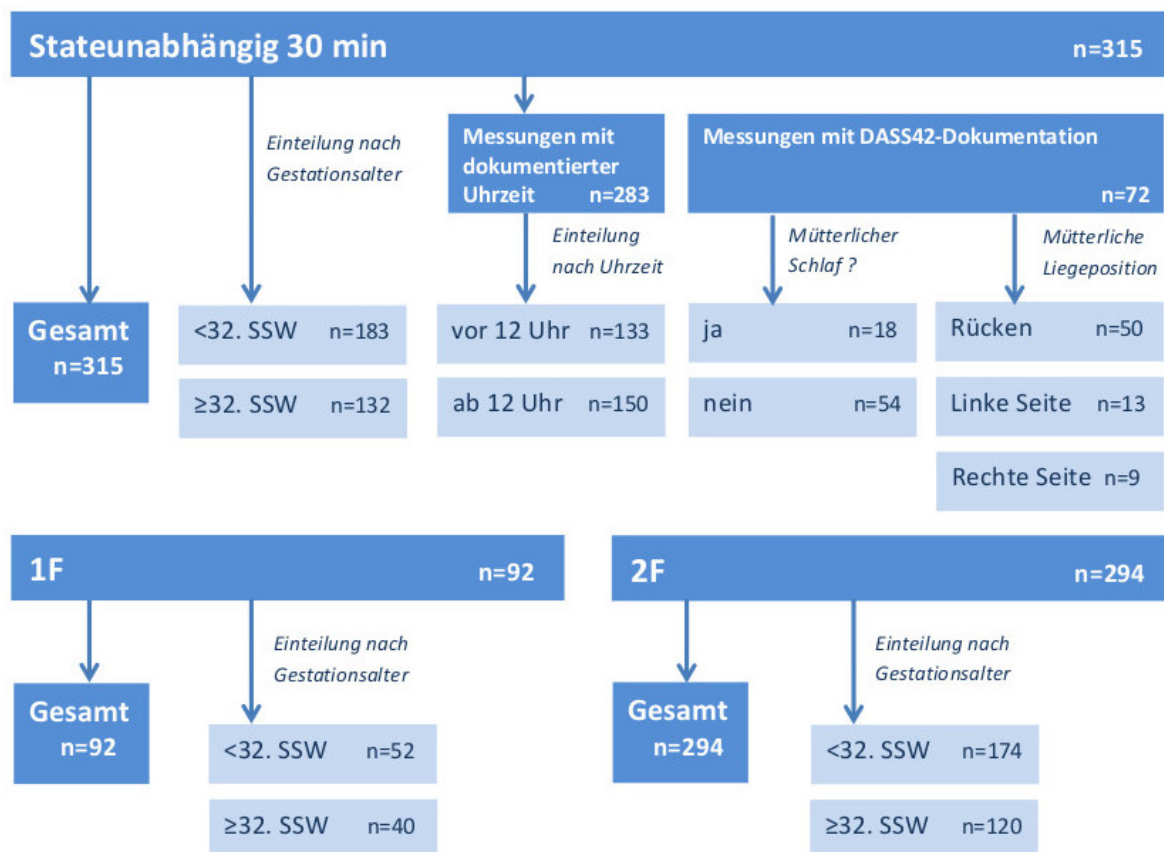 Stateunabhängig 30 min n=315
Einteilung nach
Gestationsalter
Messungen mit
dokumentierter
Uhrzeit n=283
Messungen mit DASS42-Dokumentation
n=72
Einteilung
nach Uhrzeit
Mütterlicher
Schlaf ?
Mütterliche
Liegeposition
Gesamt
n=315
<32. SSW n=183
≥32. SSW n=132
vor 12 Uhr n=133
ab 12 Uhr n=150
ja n=18
nein n=54
Rücken n=50
Linke Seite n=13
Rechte Seite n=9
1F n=92
Einteilung nach
Gestationsalter
Gesamt
n=92
<32. SSW n=52
≥32. SSW n=40
2F n=294
Einteilung nach
Gestationsalter
Gesamt
n=294
<32. SSW n=174
≥32. SSW n=120